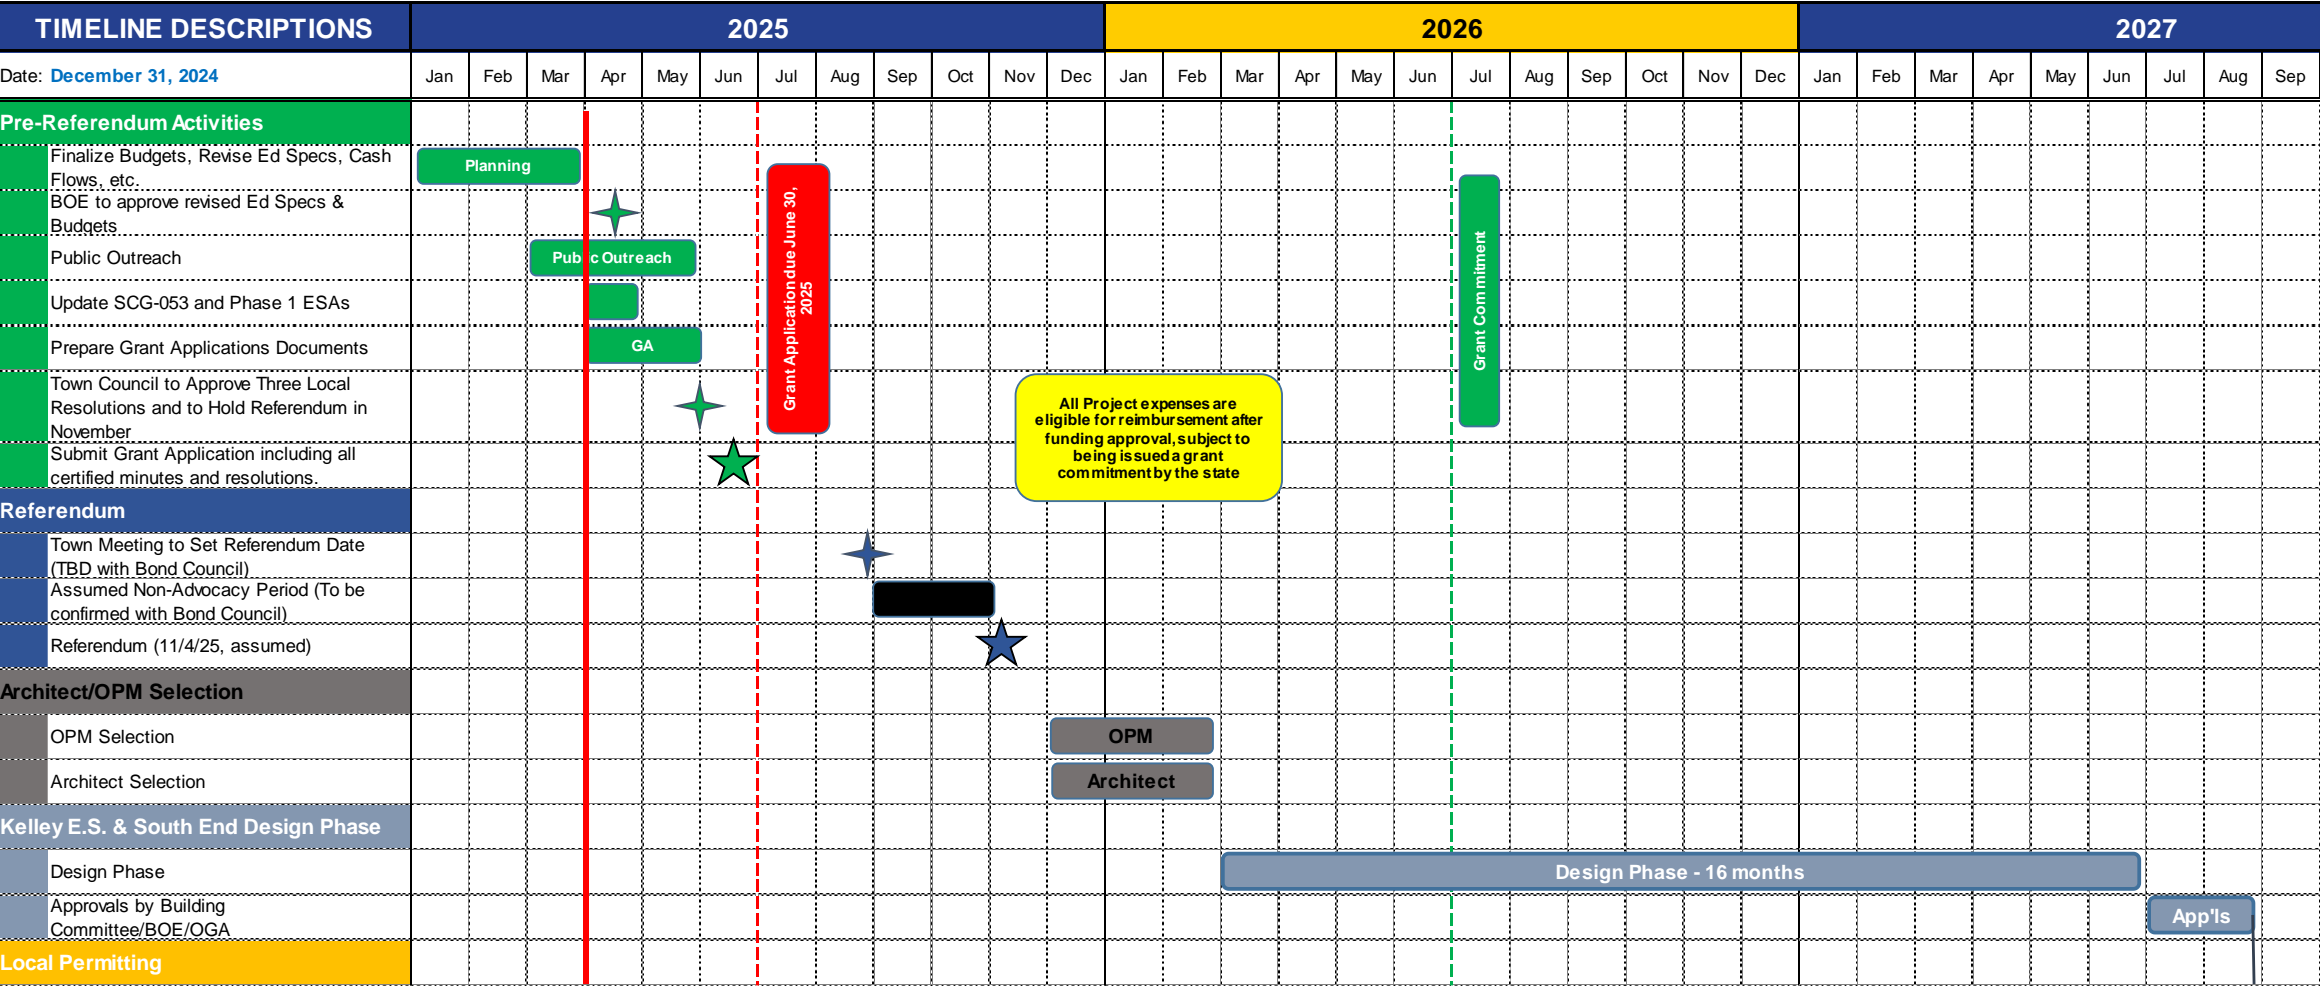 TIMELINE DESCRIPTIONS 2025 2026 2027
Date: December 31, 2024 Jan Feb Mar Apr May Jun Jul Aug Sep Oct Nov Dec Jan Feb Mar Apr May Jun Jul Aug Sep Oct Nov Dec Jan Feb Mar Apr May Jun Jul Aug Sep
Pre-Referendum Activities
Finalize Budgets, Revise Ed Specs, Cash
Flows, etc.
Planning
BOE to approve revised Ed Specs &
Budgets
Public Outreach
Public Outreach
Update SCG-053 and Phase 1 ESAs
Prepare Grant Applications Documents
GA
Grant Application due June 30,
2025
Grant Commitment
Town Council to Approve Three Local
Resolutions and to Hold Referendum in
November
All Project expenses are
eligible for reimbursement after
funding approval, subject to
being issued a grant
commitment by the state
Submit Grant Application including all
certified minutes and resolutions.
Referendum
Town Meeting to Set Referendum Date
(TBD with Bond Council)
Assumed Non-Advocacy Period (To be
confirmed with Bond Council)
Referendum (11/4/25, assumed)
Architect/OPM Selection
OPM Selection
OPM
Architect Selection
Architect
Kelley E.S. & South End Design Phase
Design Phase
Design Phase - 16 months
Approvals by Building
Committee/BOE/OGA
App'ls
Local Permitting